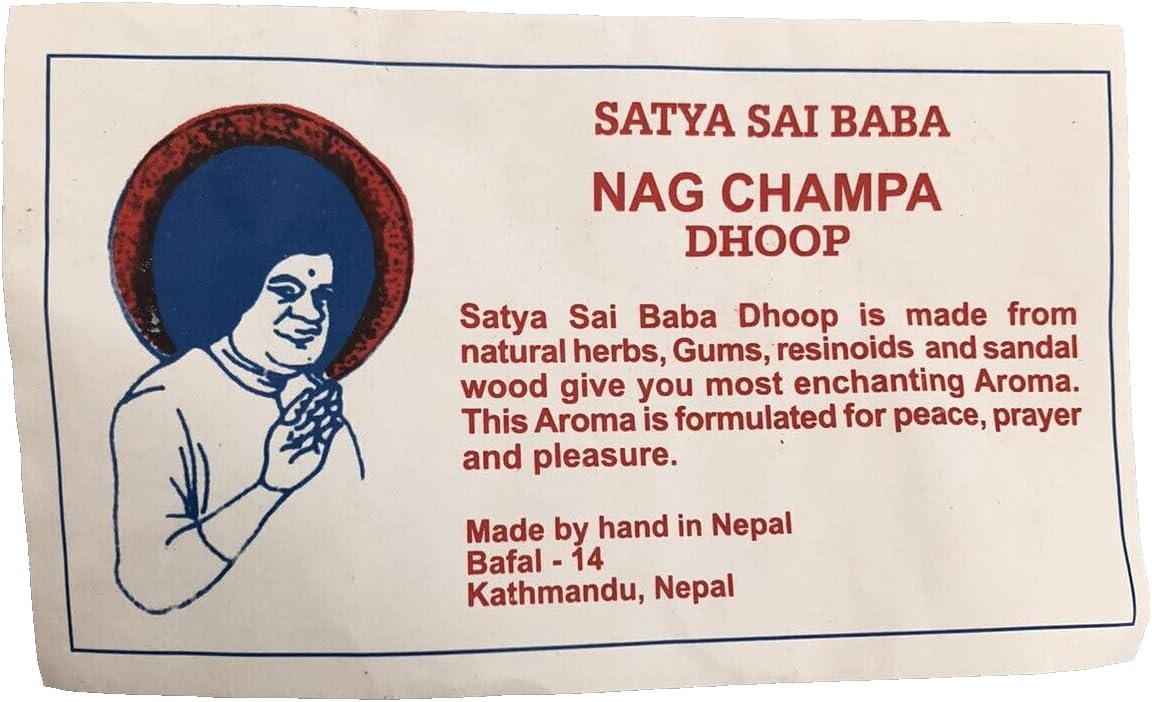 SATYA SAI BABA
NAG CHAMPA
DHOOP
Satya Sai Baba Dhoop is made from
natural herbs, Gums, resinoids and sandal
wood give you most enchanting Aroma.
This Aroma is formulated for peace, prayer
and pleasure.
Made by hand in Nepal
Bafal - 14
Kathmandu, Nepal